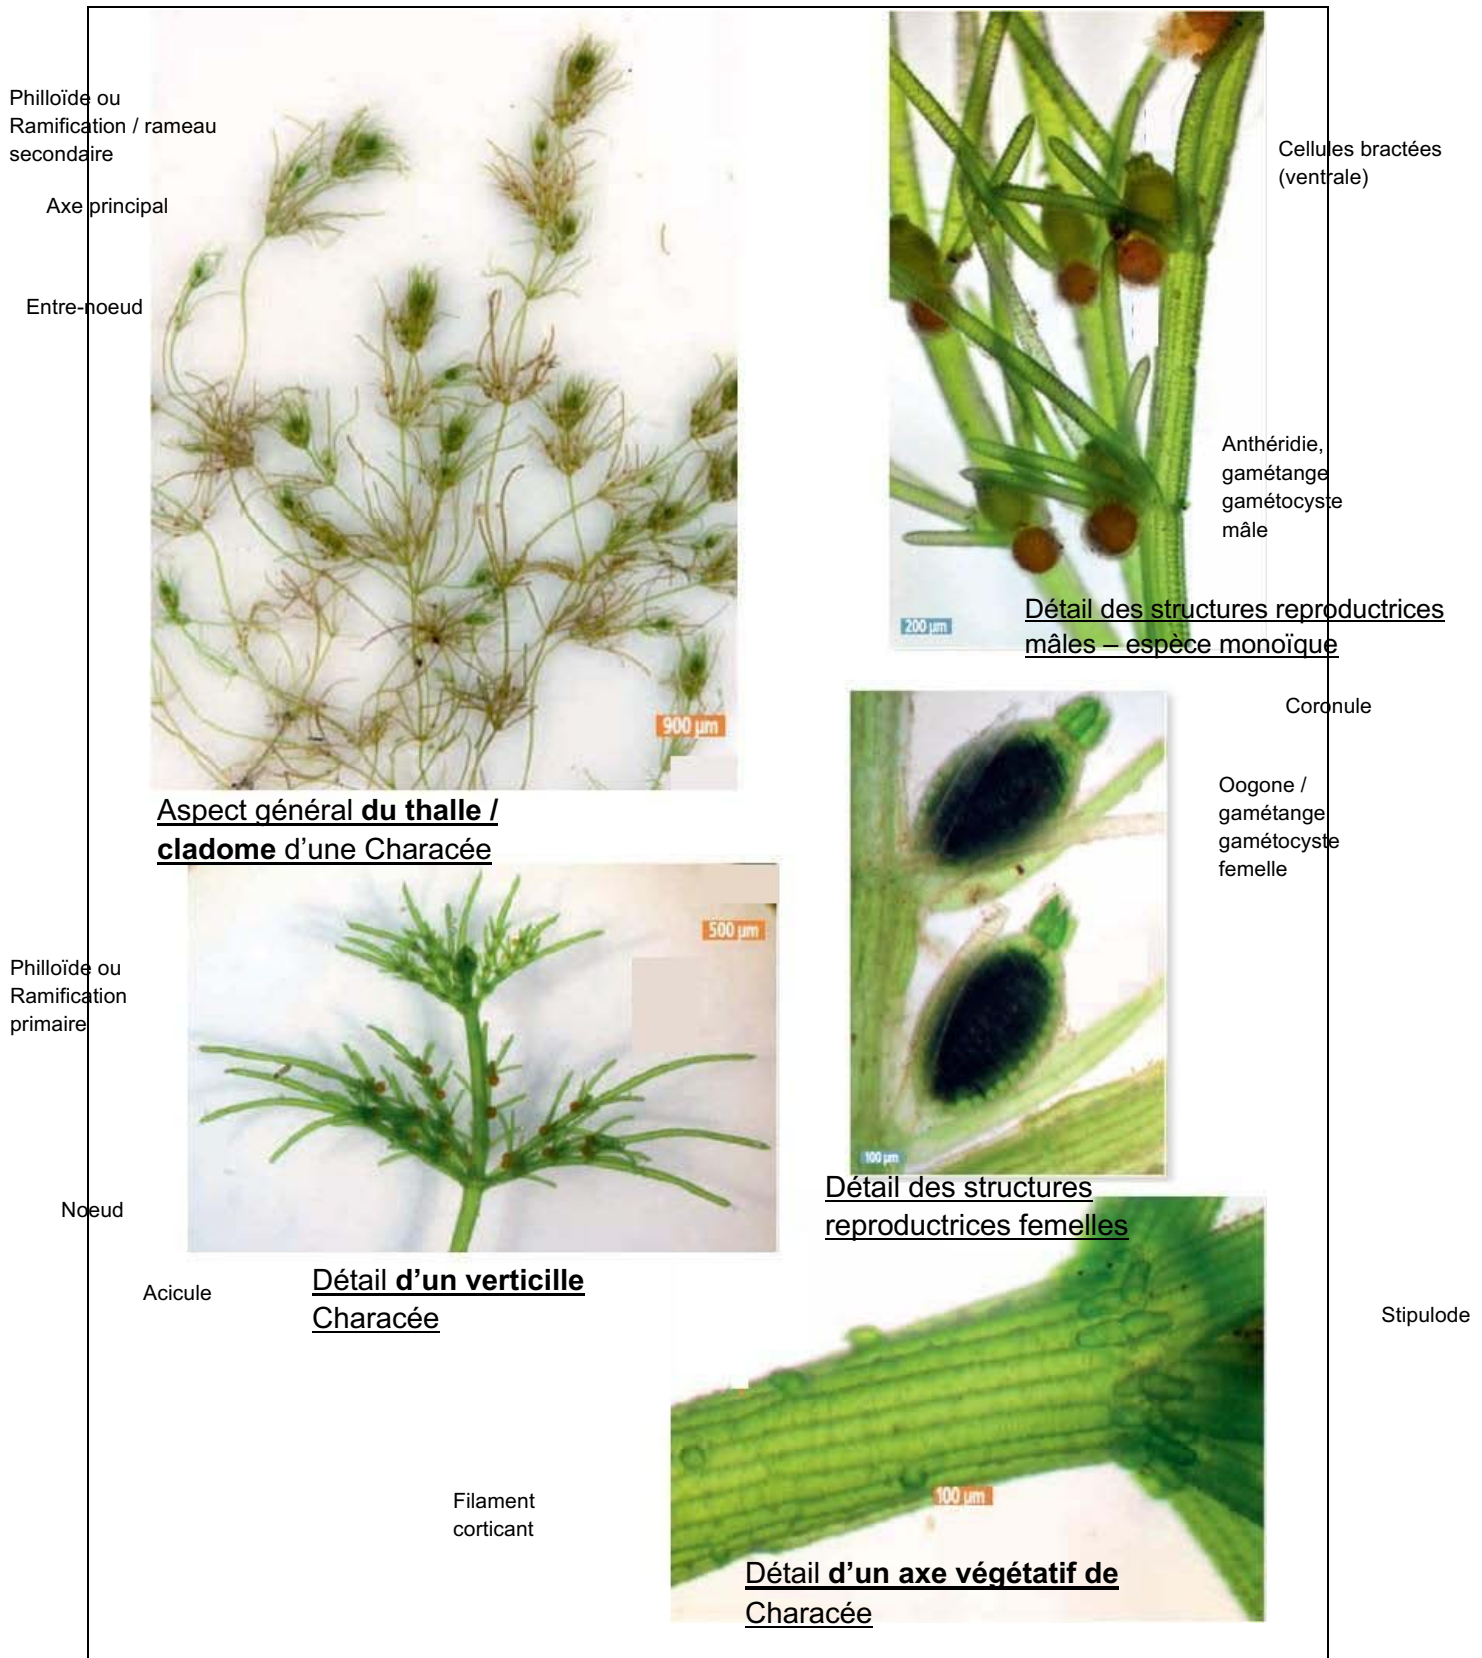 Philloïde ou
Ramification / rameau
secondaire
Axe principal
Entre-noeud
900 µm
Aspect général du thalle /
cladome d'une Characée
Cellules bractées
(ventrale)
Anthéridie,
gamétange
gamétocyste
mâle
200 µm
Détail des structures reproductrices
mâles – espèce monoïque
Coronule
Oogone /
gamétange
gamétocyste
femelle
100 µm
Détail des structures
reproductrices femelles
500 µm
Philloïde ou
Ramification
primaire
Noeud
Acicule
Détail d'un verticille
Characée
Stipulode
Filament
corticant
100 µm
Détail d'un axe végétatif de
Characée